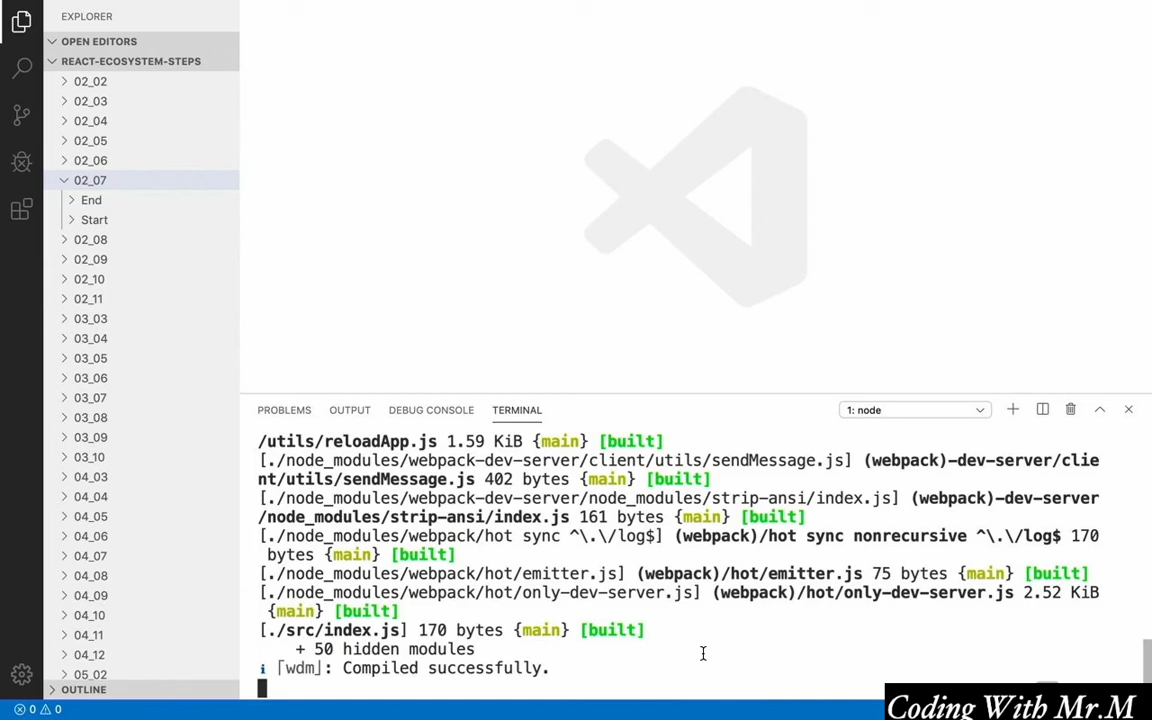 EXPLORER
OPEN EDITORS
REACT-ECOSYSTEM-STEPS
02_02
02_03
02_04
02_05
02_06
02_07
End
Start
02_08
02_09
02_10
02_11
03_03
03_04
03_05
03_06
03_07
03_08
03_09
03_10
04_03
04_04
04_05
04_06
04_07
04_08
04_09
04_10
04_11
04_12
05_02
OUTLINE
0 0
PROBLEMS OUTPUT DEBUG CONSOLE TERMINAL 1: node
/utils/reloadApp.js 1.59 KiB {main} [built]
[./node_modules/webpack-dev-server/client/utils/sendMessage.js] (webpack)-dev-server/clie
nt/utils/sendMessage.js 402 bytes {main} [built]
[./node_modules/webpack-dev-server/node_modules/strip-ansi/index.js] (webpack)-dev-server
/node_modules/strip-ansi/index.js 161 bytes {main} [built]
[./node_modules/webpack/hot sync ^\.\/log$] (webpack)/hot sync nonrecursive ^\.\/log$ 170
bytes {main} [built]
[./node_modules/webpack/hot/emitter.js] (webpack)/hot/emitter.js 75 bytes {main} [built]
[./node_modules/webpack/hot/only-dev-server.js] (webpack)/hot/only-dev-server.js 2.52 KiB
{main} [built]
[./src/index.js] 170 bytes {main} [built]
+ 50 hidden modules
ℹ ｢wdm｣: Compiled successfully.
Coding With Mr.M